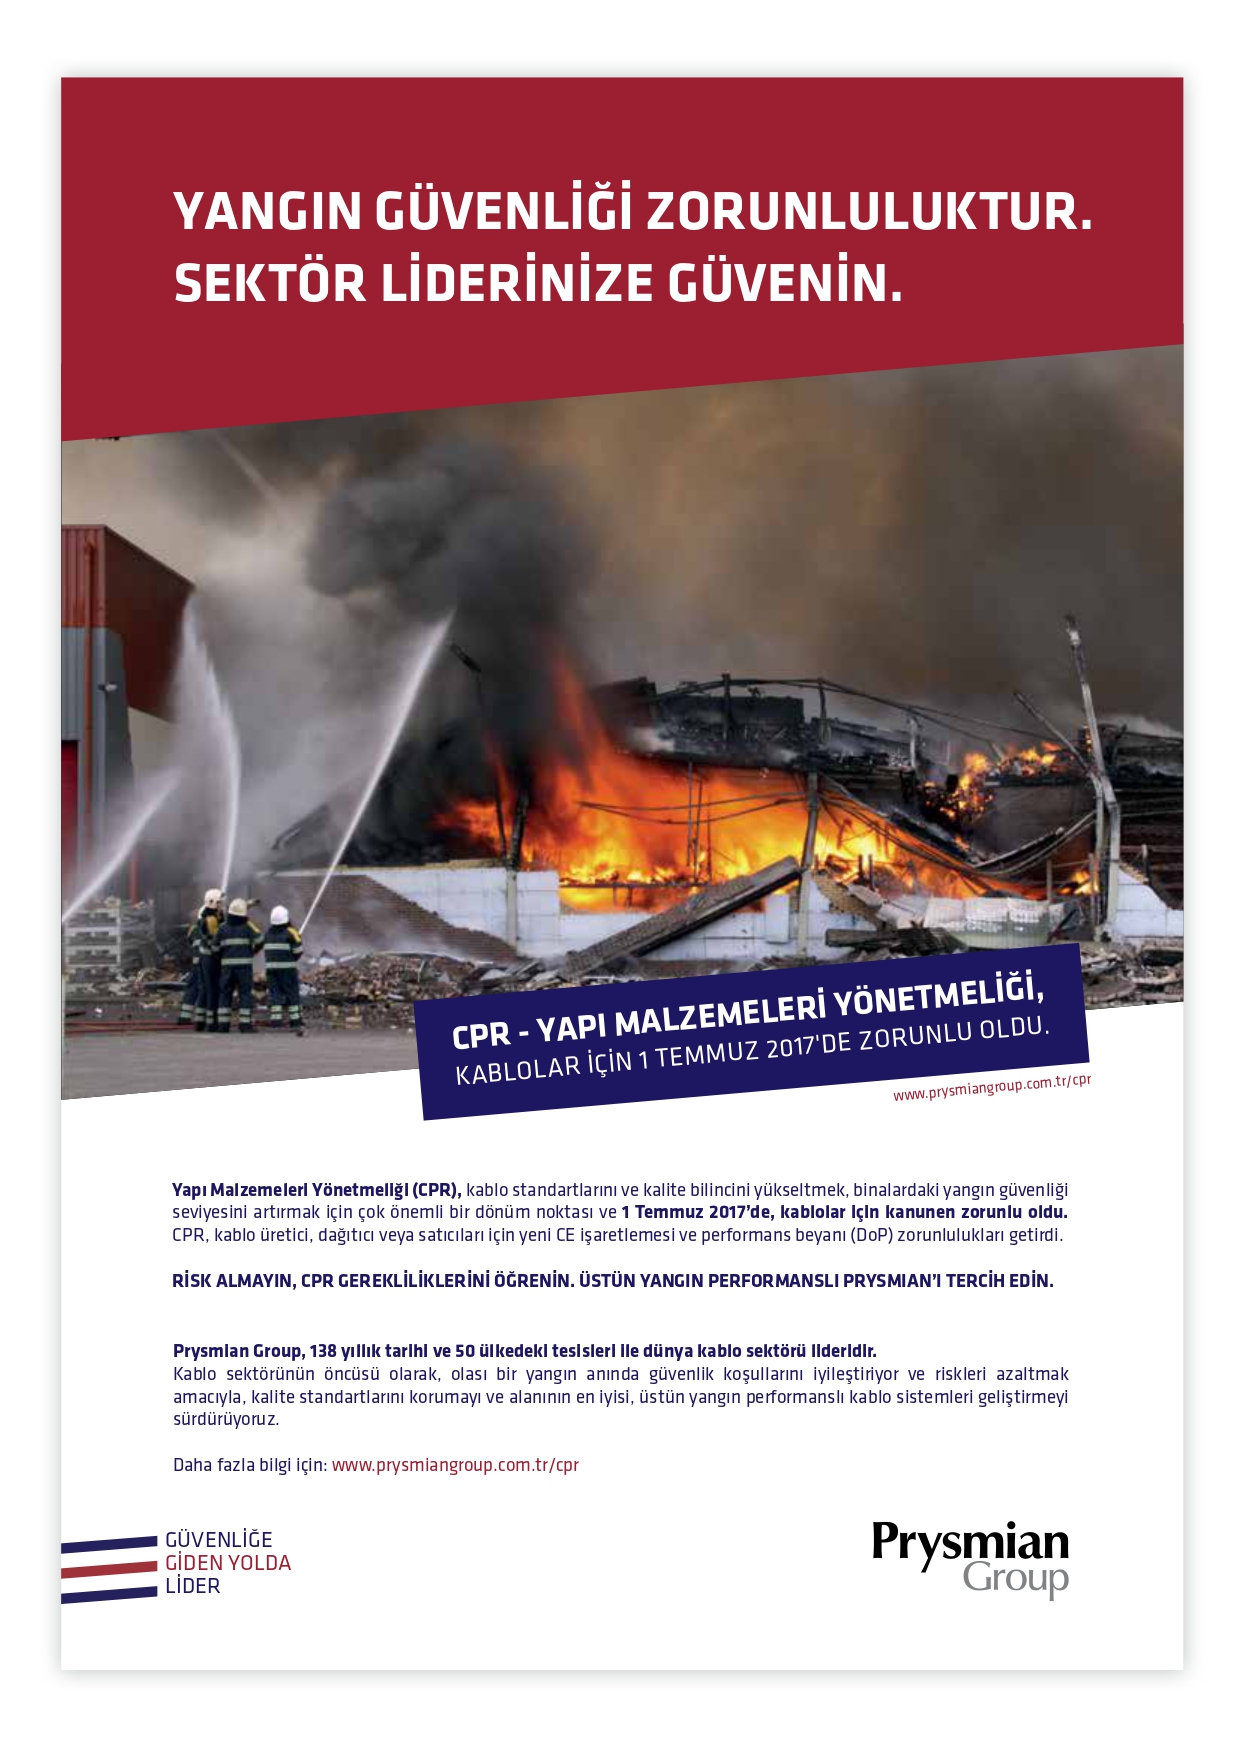 YANGIN GÜVENLİĞİ ZORUNLULUKTUR.
SEKTÖR LİDERİNİZE GÜVENİN.
CPR - YAPI MALZEMELERİ YÖNETMELİĞİ,
KABLOLAR İÇİN 1 TEMMUZ 2017'DE ZORUNLU OLDU.
www.prysmiangroup.com.tr/cpr
Yapı Malzemeleri Yönetmeliği (CPR), kablo standartlarını ve kalite bilincini yükseltmek, binalardaki yangın güvenliği
seviyesini artırmak için çok önemli bir dönüm noktası ve 1 Temmuz 2017’de, kablolar için kanunen zorunlu oldu.
CPR, kablo üretici, dağıtıcı veya satıcıları için yeni CE işaretlemesi ve performans beyanı (DoP) zorunlulukları getirdi.
RİSK ALMAYIN, CPR GEREKLİLİKLERİNİ ÖĞRENİN. ÜSTÜN YANGIN PERFORMANSLI PRYSMIAN’I TERCİH EDİN.
Prysmian Group, 138 yıllık tarihi ve 50 ülkedeki tesisleri ile dünya kablo sektörü lideridir.
Kablo sektörünün öncüsü olarak, olası bir yangın anında güvenlik koşullarını iyileştiriyor ve riskleri azaltmak
amacıyla, kalite standartlarını korumayı ve alanının en iyisi, üstün yangın performanslı kablo sistemleri geliştirmeyi
sürdürüyoruz.
Daha fazla bilgi için: www.prysmiangroup.com.tr/cpr
GÜVENLİĞE
GİDEN YOLDA
LİDER
Prysmian
Group